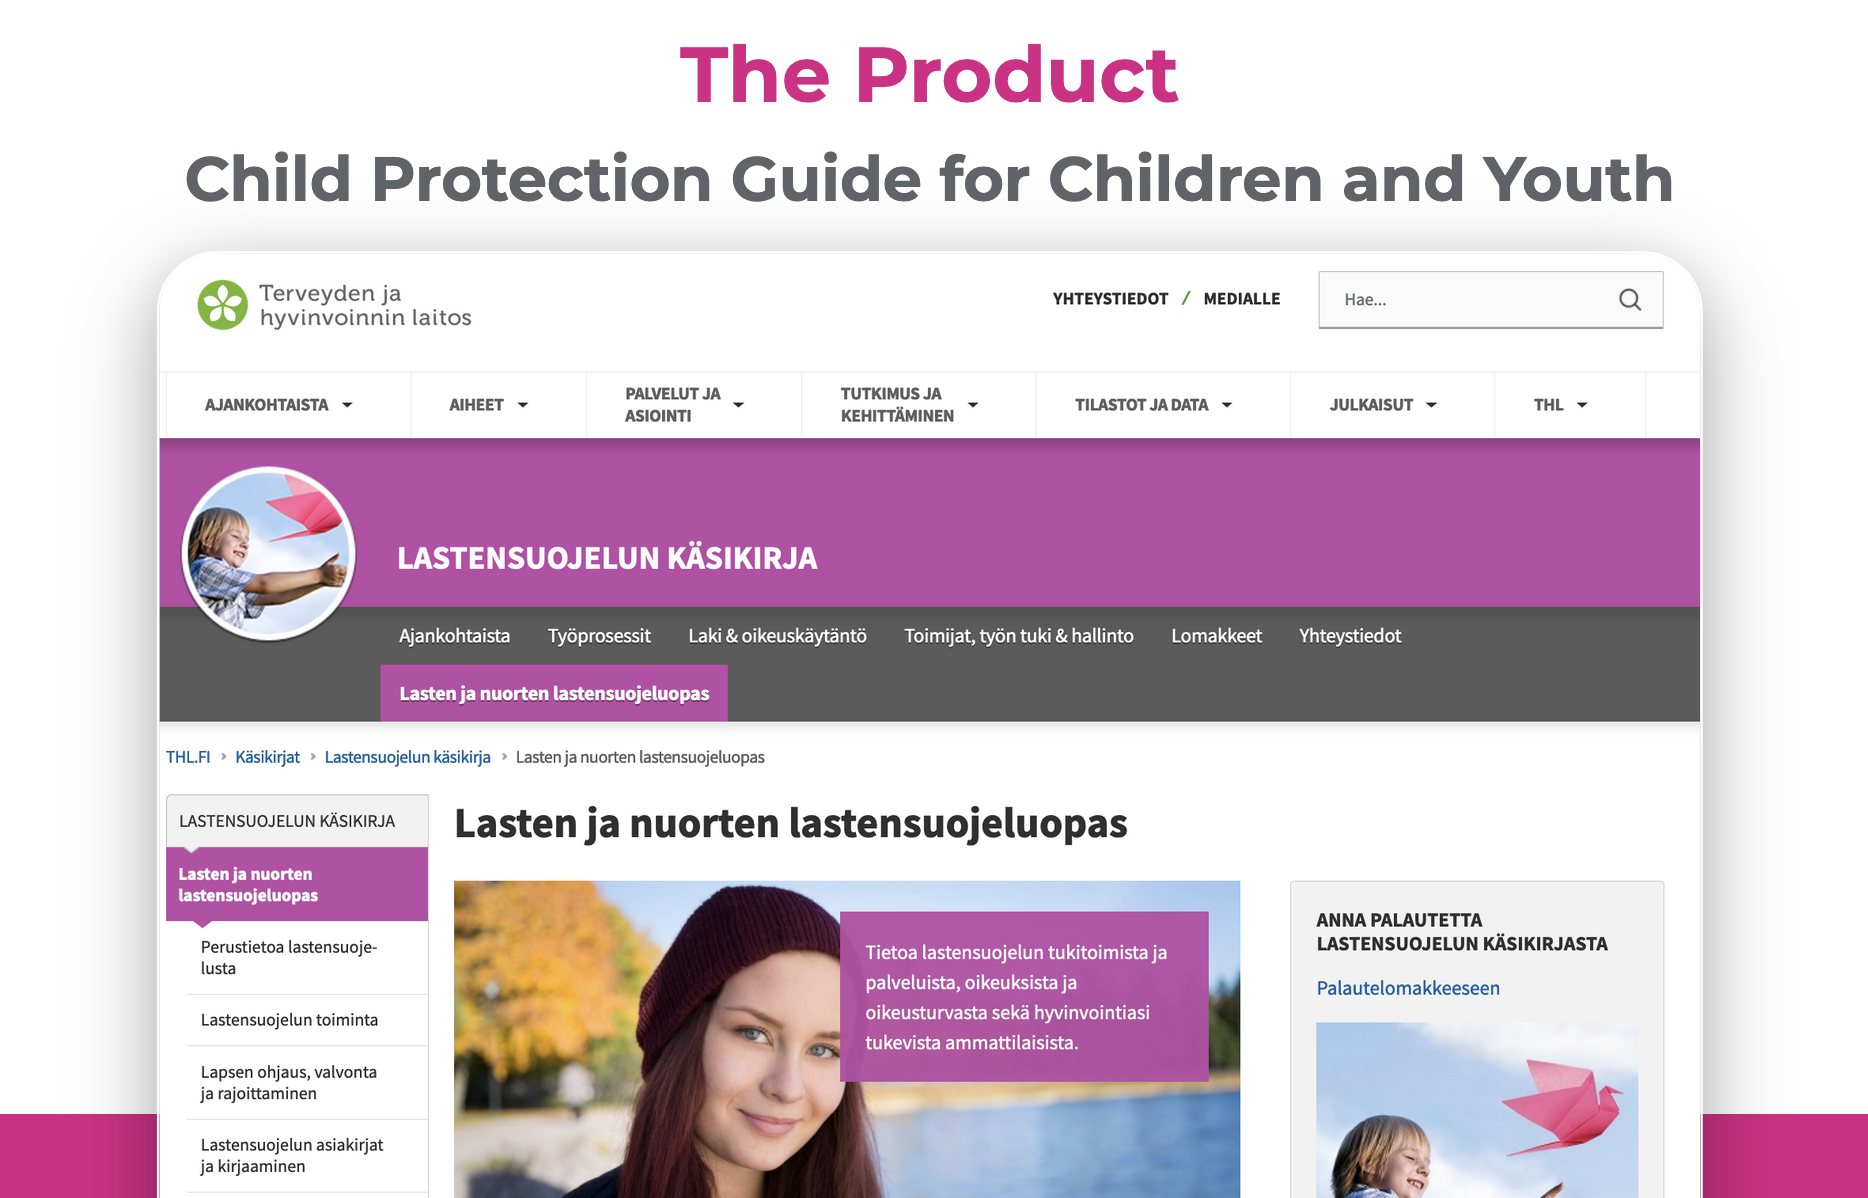 The Product
Child Protection Guide for Children and Youth
Terveyden ja
hyvinvoinnin laitos
YHTEYSTIEDOT / MEDIALLE
Hae...
AJANKOHTAISTA
AIHEET
PALVELUT JA
ASIOINTI
TUTKIMUS JA
KEHITTÄMINEN
TILASTOT JA DATA
JULKAISUT
THL
LASTENSUOJELUN KÄSIKIRJA
Ajankohtaista Työprosessit Laki & oikeuskäytäntö Toimijat, työn tuki & hallinto Lomakkeet Yhteystiedot
Lasten ja nuorten lastensuojeluopas
THL.FI › Käsikirjat › Lastensuojelun käsikirja › Lasten ja nuorten lastensuojeluopas
LASTENSUOJELUN KÄSIKIRJA
Lasten ja nuorten
lastensuojeluopas
Perustietoa lastensuoje-
lusta
Lastensuojelun toiminta
Lapsen ohjaus, valvonta
ja rajoittaminen
Lastensuojelun asiakirjat
ja kirjaaminen
Lasten ja nuorten lastensuojeluopas
Tietoa lastensuojelun tukitoimista ja
palveluista, oikeuksista ja
oikeusturvasta sekä hyvinvointiasi
tukevista ammattilaisista.
ANNA PALAUTETTA
LASTENSUOJELUN KÄSIKIRJASTA
Palautelomakkeeseen